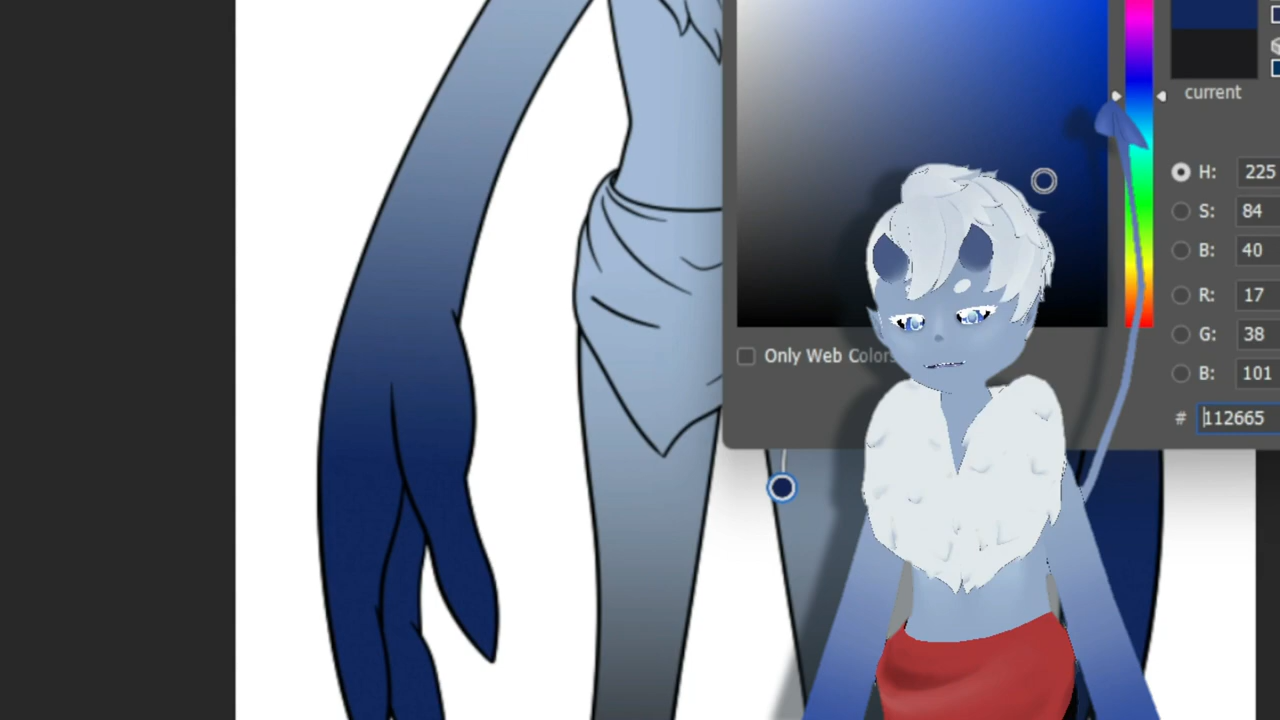 current
H: 225
S: 84
B: 40
R: 17
G: 38
Only Web Colors
B: 101
# 112665